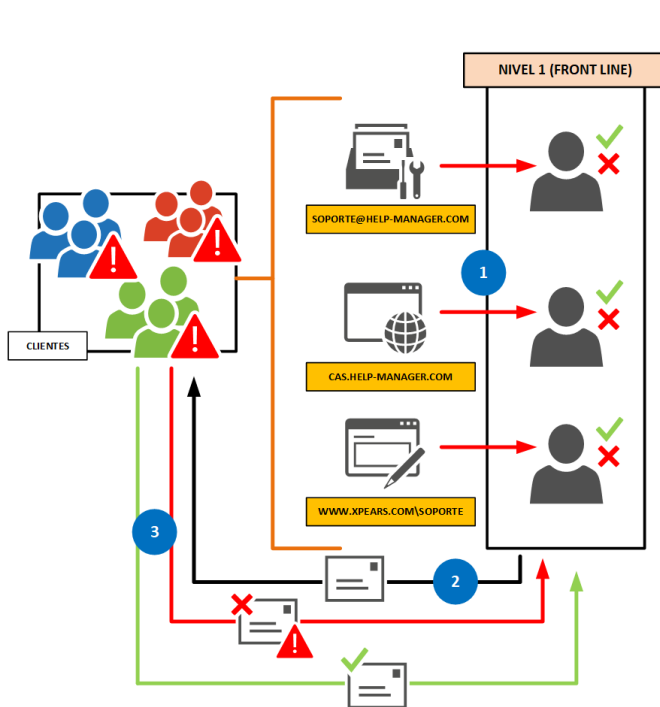 NIVEL 1 (FRONT LINE)
SOPORTE@HELP-MANAGER.COM
1
CLIENTES
CAS.HELP-MANAGER.COM
WWW.XPEARS.COM\SOPORTE
3
2